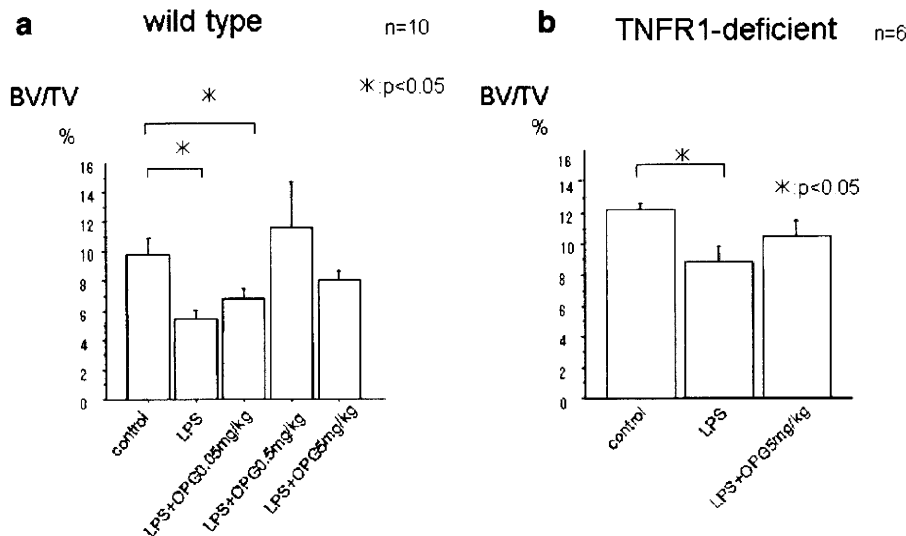 a wild type n=10
BV/TV
%
✳:p<0.05
✳
✳
16
14
12
10
8
6
4
2
0
control
LPS
LPS+OPG0.05mg/kg
LPS+OPG0.5mg/kg
LPS+OPG5mg/kg
b TNFR1-deficient n=6
BV/TV
%
✳
✳:p<0.05
16
14
12
10
8
6
4
2
0
control
LPS
LPS+OPG5mg/kg